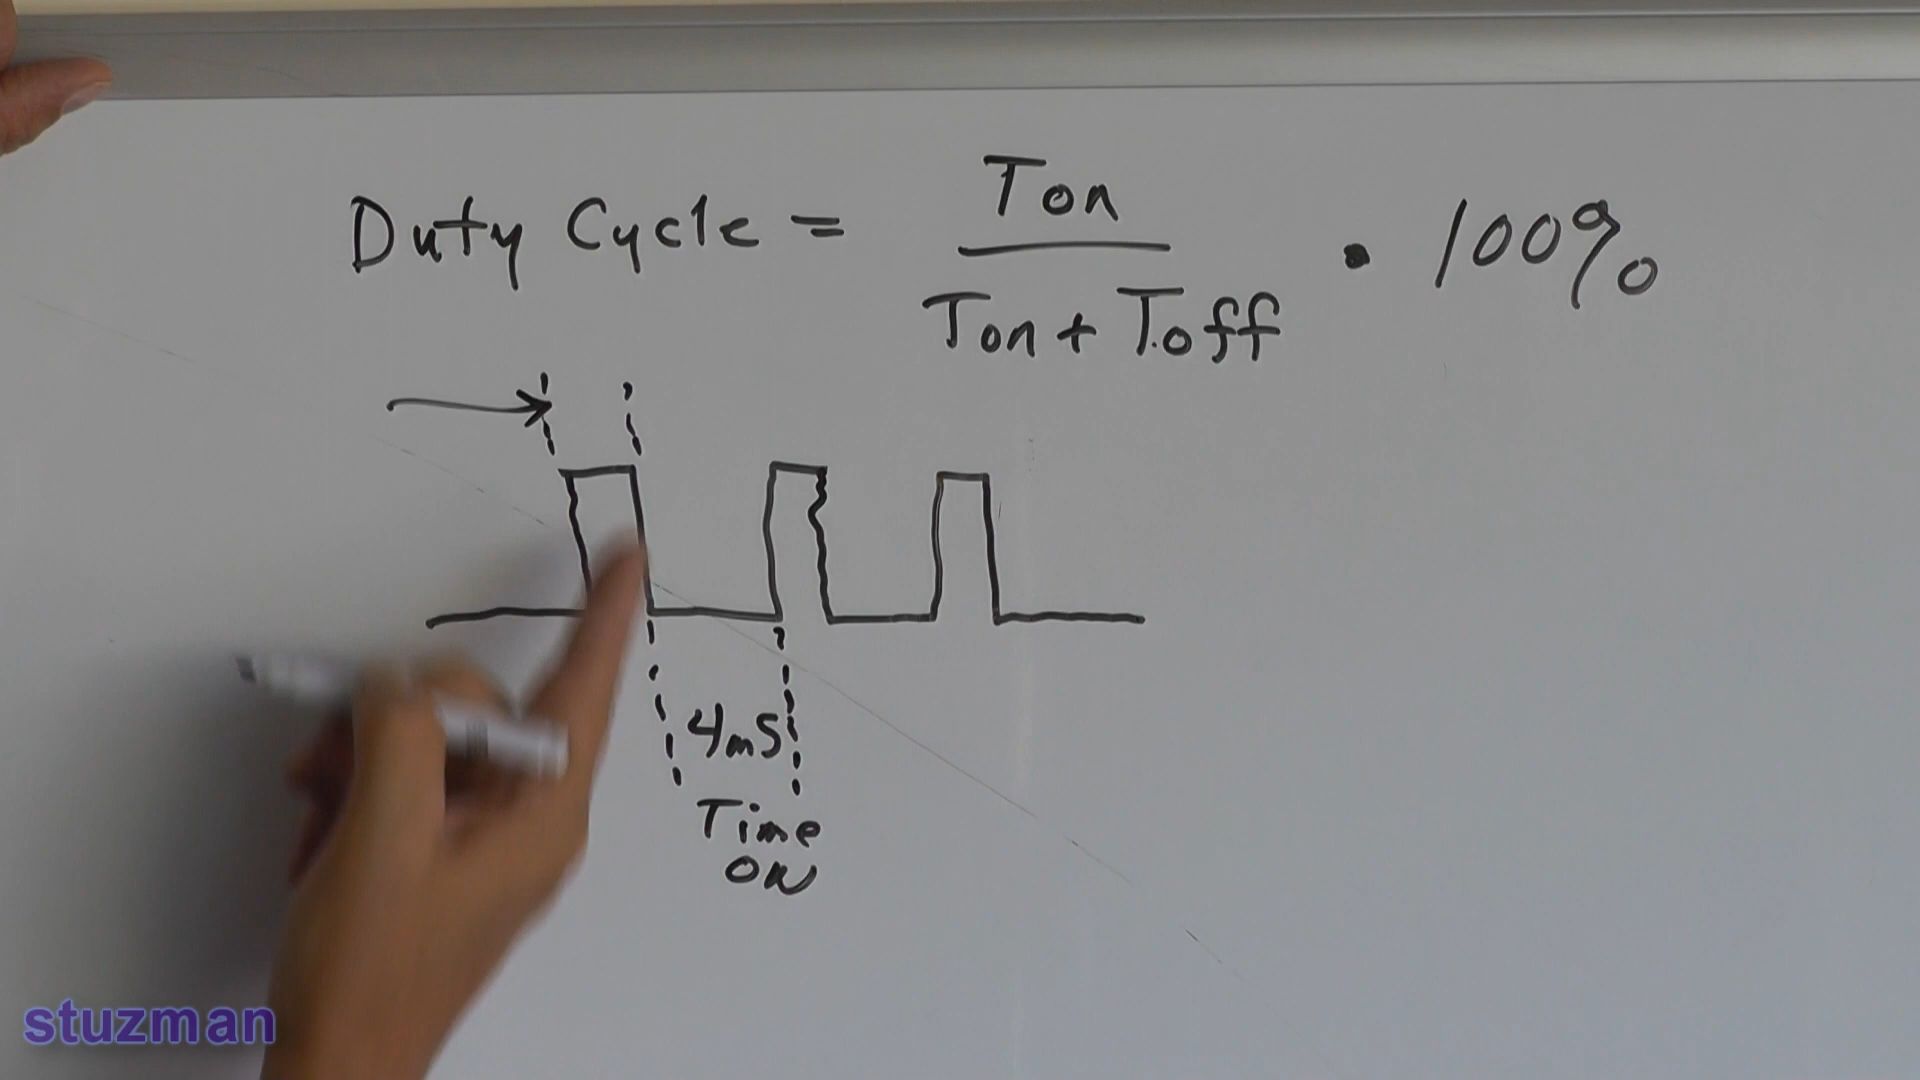 Duty Cycle = Ton / Ton + Toff • 100%
4mS
Time
ON
stuzman